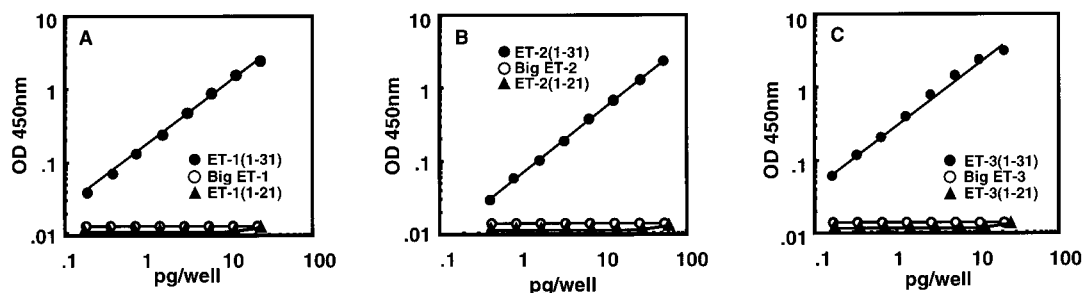 A
10
1
.1
.01
OD 450nm
ET-1(1-31)
Big ET-1
ET-1(1-21)
.1 1 10 100
pg/well
B
10
1
.1
.01
OD 450nm
ET-2(1-31)
Big ET-2
ET-2(1-21)
.1 1 10 100
pg/well
C
10
1
.1
.01
OD 450nm
ET-3(1-31)
Big ET-3
ET-3(1-21)
.1 1 10 100
pg/well